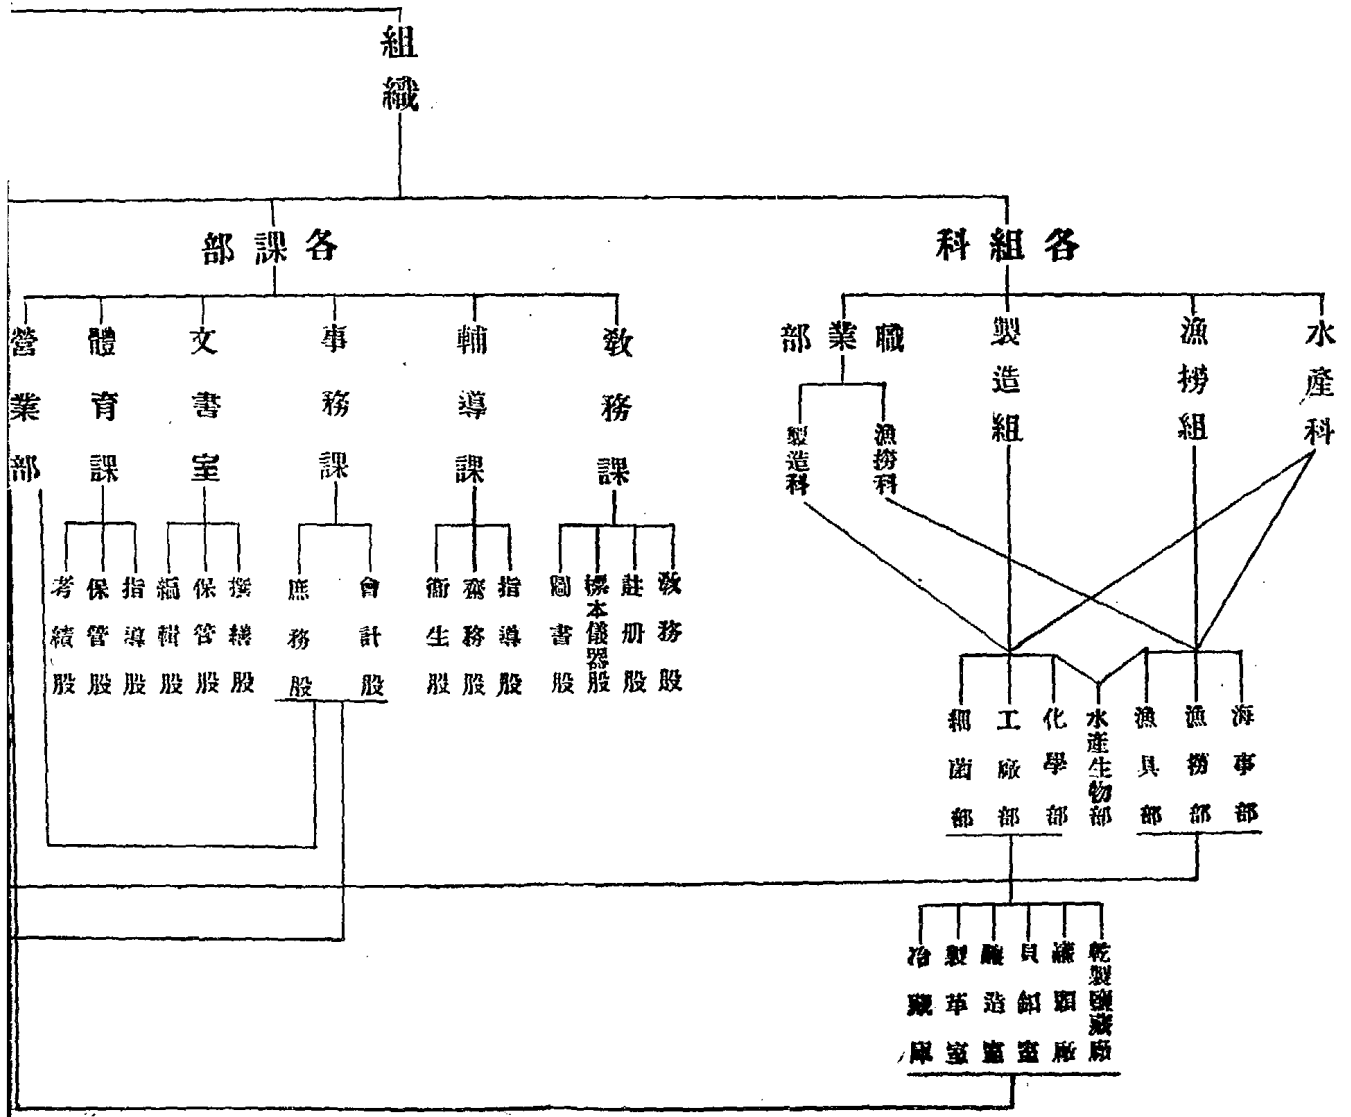 組織
各組科
各課部
水產科
漁撈組
製造組
職業部
漁撈科
製造科
教務課
輔導課
事務課
文書室
體育課
營業部
教務股
註册股
標本儀器股
圖書股
指導股
齋務股
衞生股
會計股
庶務股
撰繕股
保管股
編輯股
指導股
保管股
考績股
海事部
漁撈部
漁具部
水產生物部
化學部
工廠部
細菌部
乾製鹽藏廠
罐頭廠
貝釦室
釀造室
製革室
冶藏庫